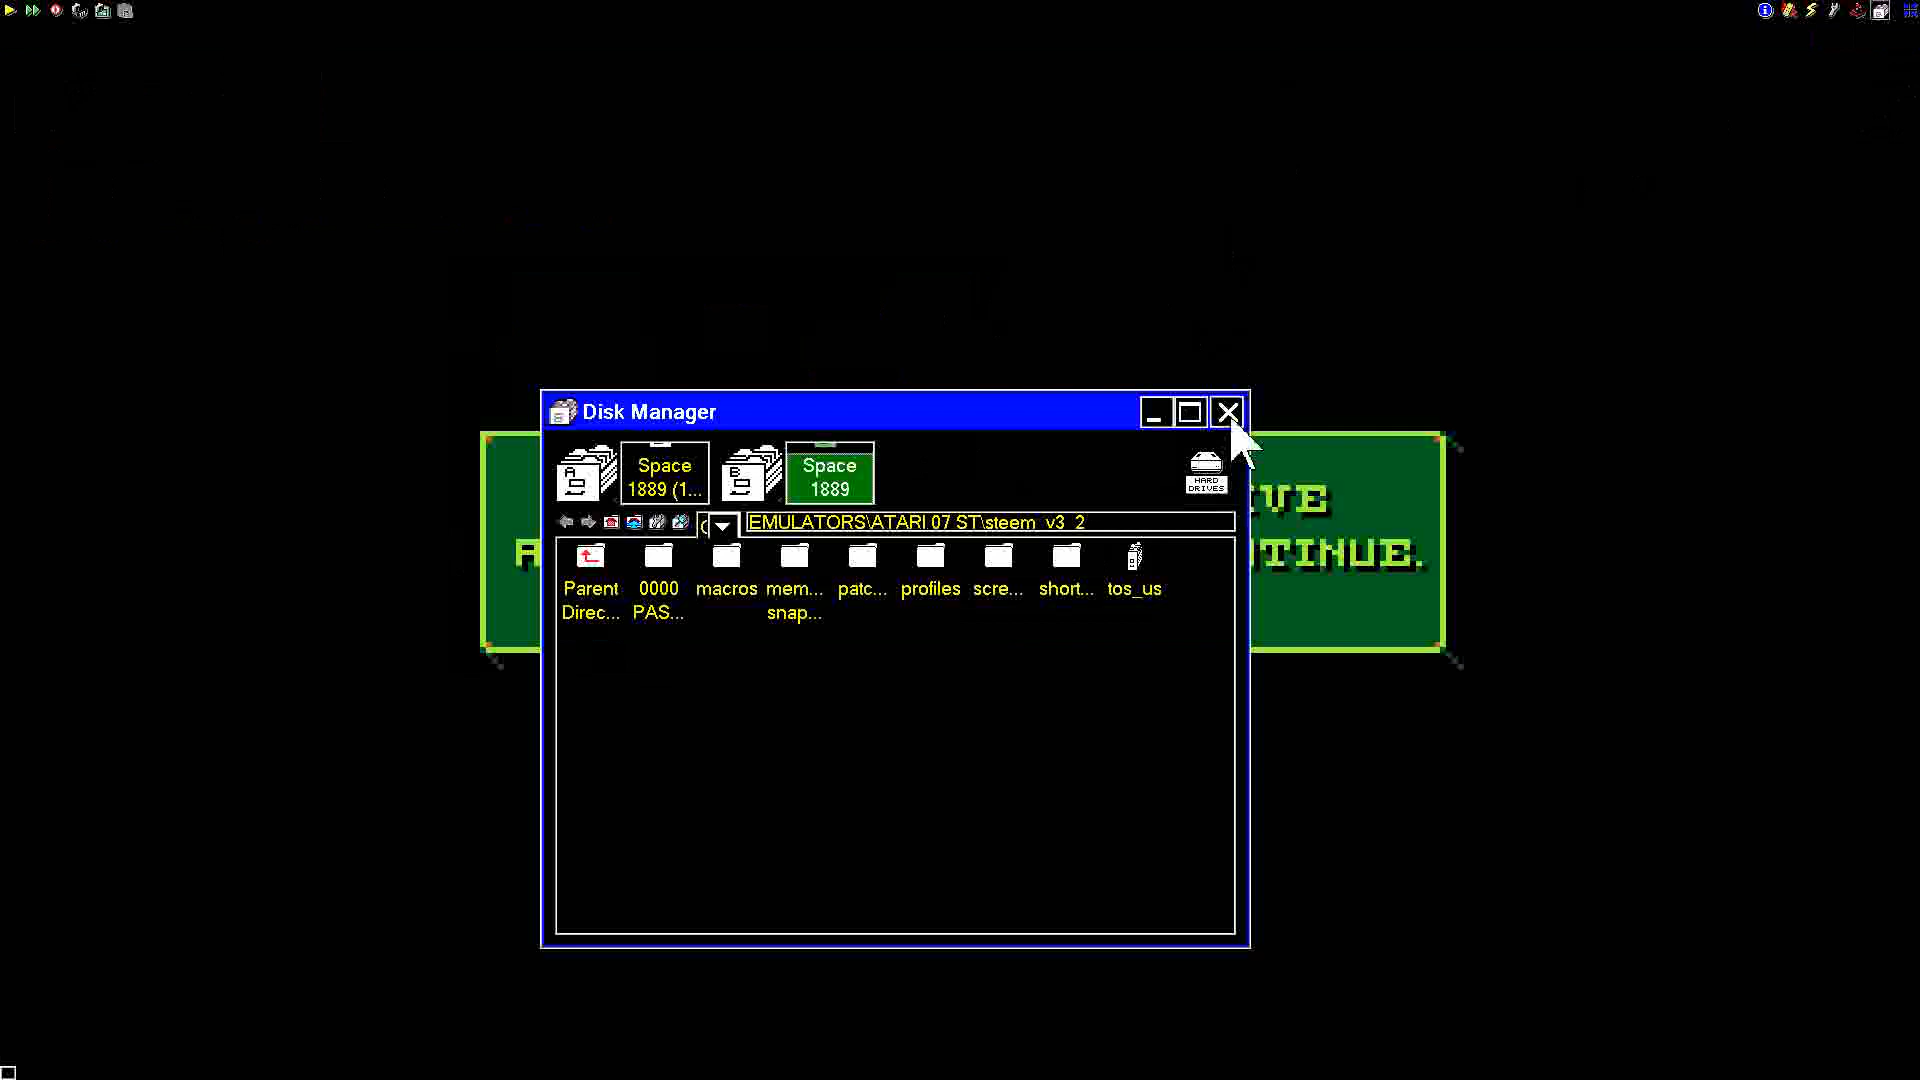 Disk Manager
A
Space
1889 (1...
B
Space
1889
HARD
DRIVES
EMULATORS\ATARI 07 ST\steem_v3_2
Parent
Direc...
0000
PAS...
macros
mem...
snap...
patc...
profiles
scre...
short...
tos_us
VE
A
TINUE.